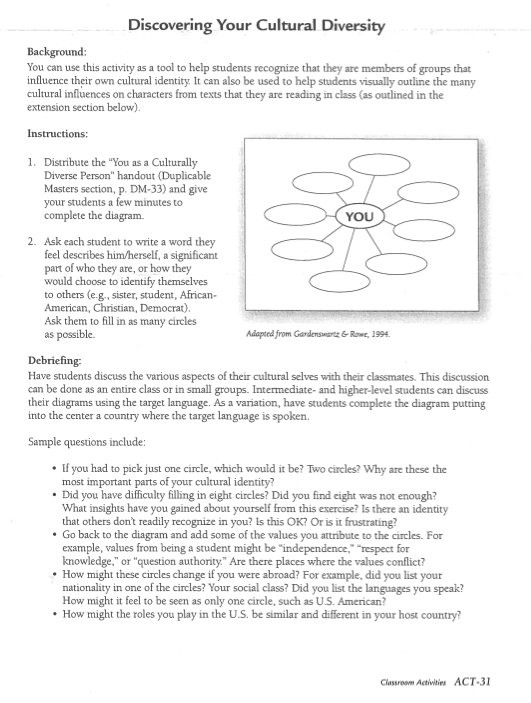 Discovering Your Cultural Diversity
Background:
You can use this activity as a tool to help students recognize that they are members of groups that
influence their own cultural identity. It can also be used to help students visually outline the many
cultural influences on characters from texts that they are reading in class (as outlined in the
extension section below).
Instructions:
1. Distribute the "You as a Culturally
Diverse Person" handout (Duplicable
Masters section, p. DM-33) and give
your students a few minutes to
complete the diagram.
2. Ask each student to write a word they
feel describes him/herself, a significant
part of who they are, or how they
would choose to identify themselves
to others (e.g., sister, student, African-
American, Christian, Democrat).
Ask them to fill in as many circles
as possible.
YOU
Adapted from Gardenswartz & Rowe, 1994.
Debriefing:
Have students discuss the various aspects of their cultural selves with their classmates. This discussion
can be done as an entire class or in small groups. Intermediate- and higher-level students can discuss
their diagrams using the target language. As a variation, have students complete the diagram putting
into the center a country where the target language is spoken.
Sample questions include:
• If you had to pick just one circle, which would it be? Two circles? Why are these the
most important parts of your cultural identity?
• Did you have difficulty filling in eight circles? Did you find eight was not enough?
What insights have you gained about yourself from this exercise? Is there an identity
that others don't readily recognize in you? Is this OK? Or is it frustrating?
• Go back to the diagram and add some of the values you attribute to the circles. For
example, values from being a student might be "independence," "respect for
knowledge," or "question authority." Are there places where the values conflict?
• How might these circles change if you were abroad? For example, did you list your
nationality in one of the circles? Your social class? Did you list the languages you speak?
How might it feel to be seen as only one circle, such as U.S. American?
• How might the roles you play in the U.S. be similar and different in your host country?
Classroom Activities ACT-31